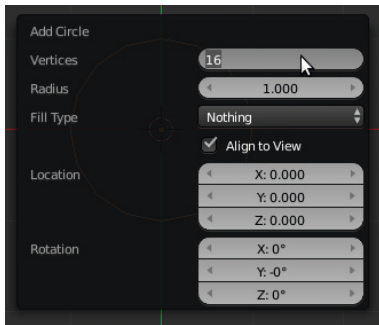 Add Circle
Vertices 16
Radius 1.000
Fill Type Nothing
Align to View
Location X: 0.000
Y: 0.000
Z: 0.000
Rotation X: 0°
Y: -0°
Z: 0°